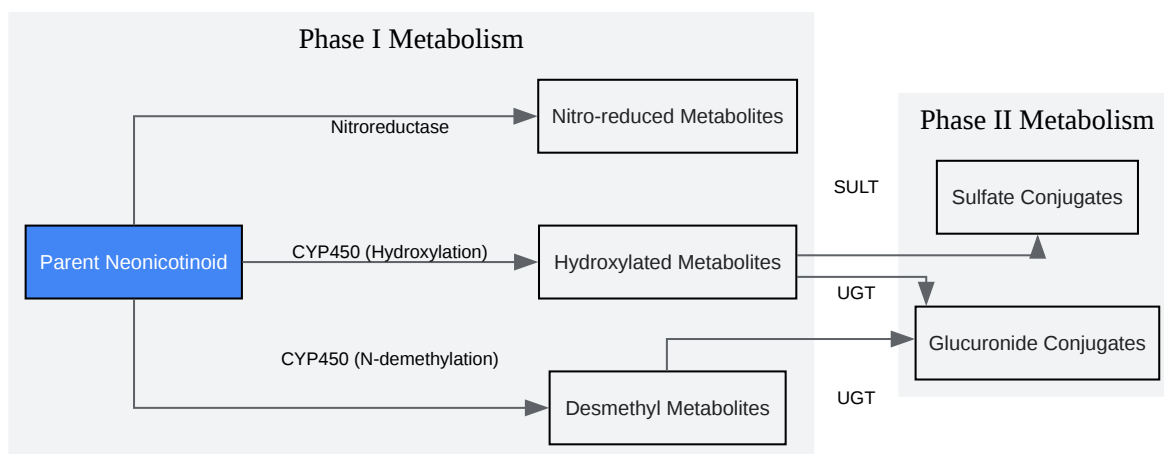 Phase I Metabolism
Nitro-reduced Metabolites
Nitroreductase
Phase II Metabolism
SULT
Sulfate Conjugates
Parent Neonicotinoid
CYP450 (Hydroxylation)
Hydroxylated Metabolites
UGT
Glucuronide Conjugates
CYP450 (N-demethylation)
Desmethyl Metabolites
UGT